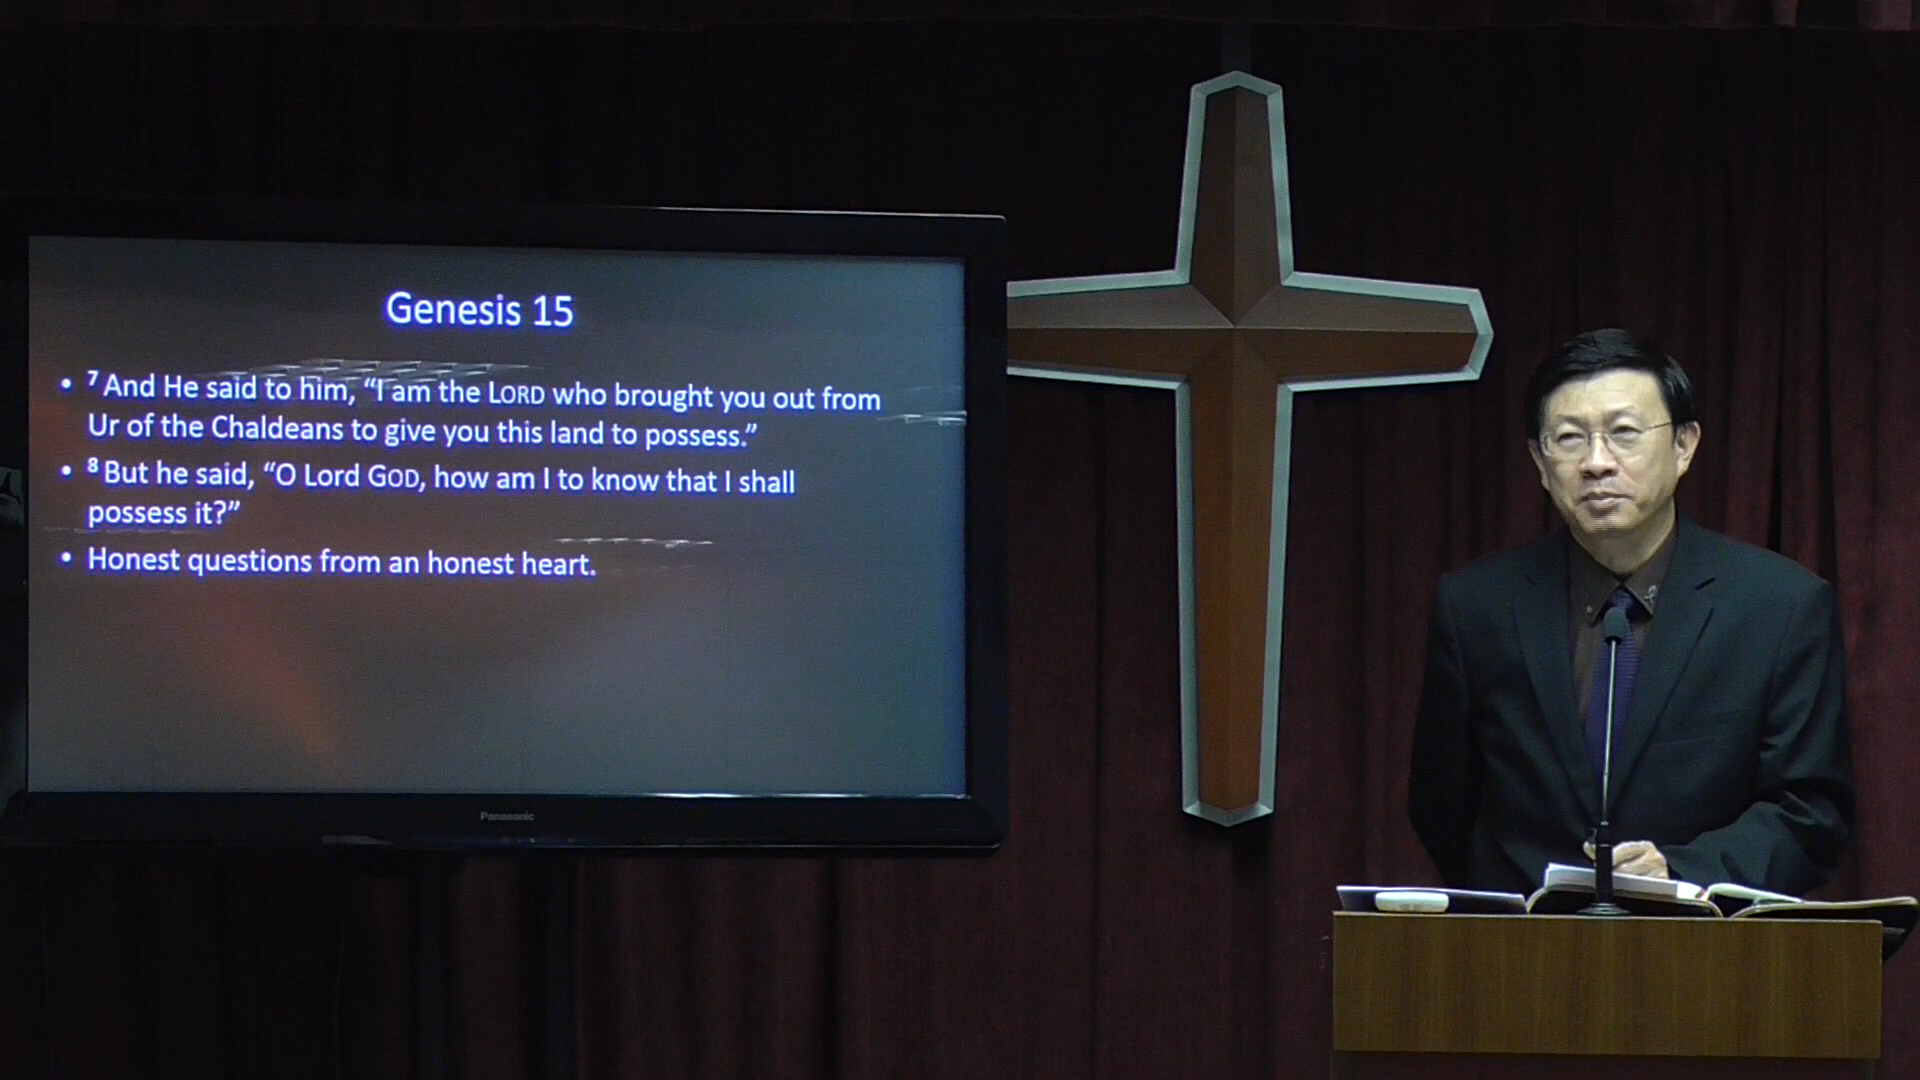 Genesis 15
• ⁷ And He said to him, “I am the LORD who brought you out from
Ur of the Chaldeans to give you this land to possess.”
• ⁸ But he said, “O Lord GOD, how am I to know that I shall
possess it?”
• Honest questions from an honest heart.
Panasonic